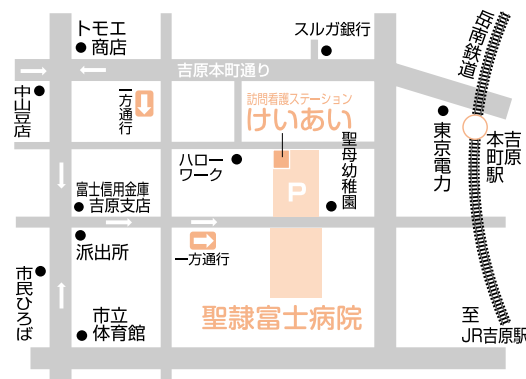 トモエ
商店
スルガ銀行
岳南鉄道
吉原本町通り
中山豆店
一方
通行
訪問看護ステーション
けいあい
東京電力
吉原
本町駅
ハロー
ワーク
聖母幼稚園
P
富士信用金庫
吉原支店
派出所
一方通行
市民ひろば
市立
体育館
聖隷富士病院
至
JR吉原駅